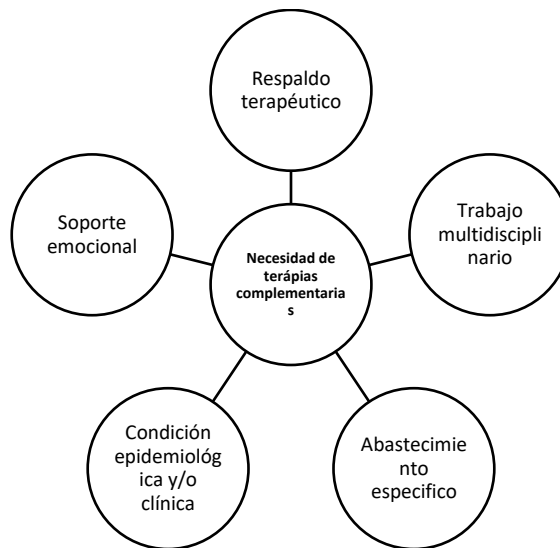 Respaldo
terapéutico
Soporte
emocional
Trabajo
multidiscipli
nario
Necesidad de
terápias
complementaria
s
Condición
epidemiológ
ica y/o
clínica
Abastecimie
nto
especifico